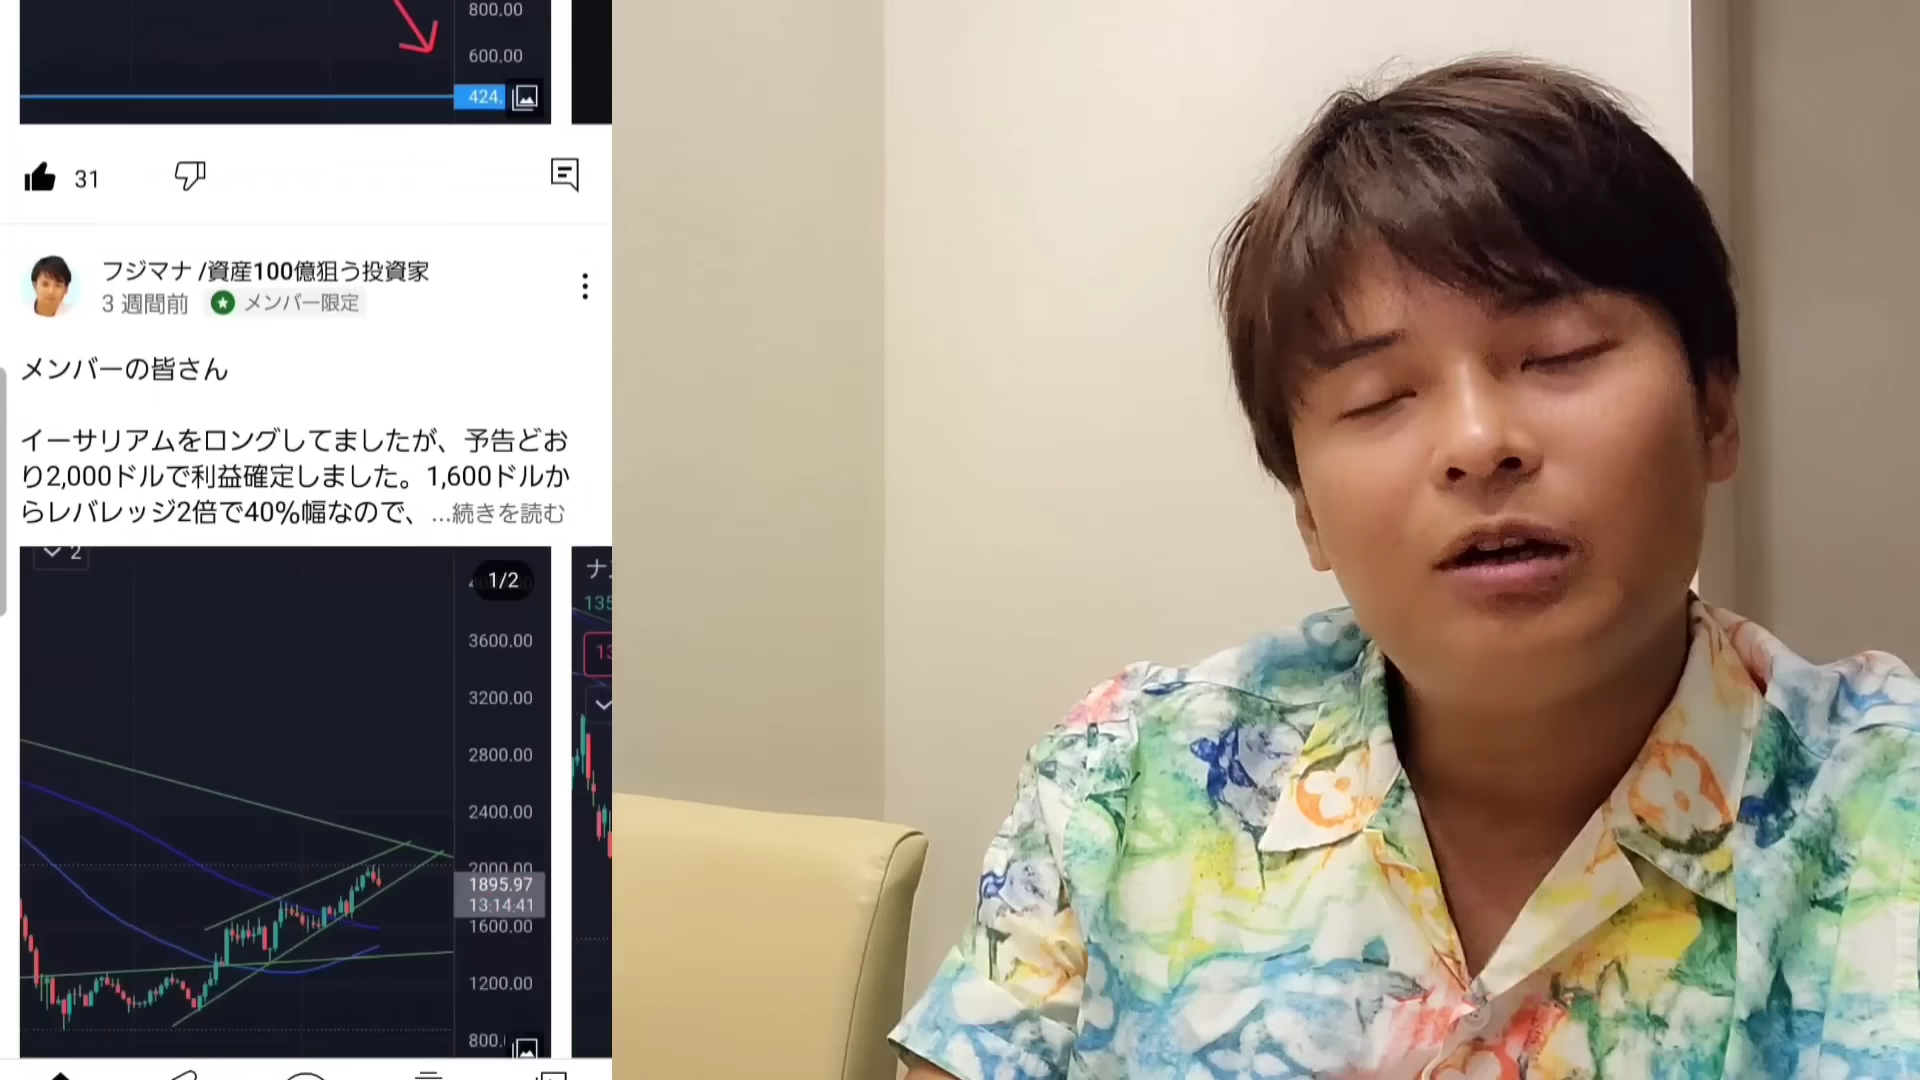 800.00
600.00
424.
31
フジマナ /資産100億狙う投資家
3 週間前 メンバー限定
メンバーの皆さん
イーサリアムをロングしてましたが、予告どお
り2,000ドルで利益確定しました。1,600ドルか
らレバレッジ2倍で40%幅なので、 ...続きを読む
2
1/2
3600.00
3200.00
2800.00
2400.00
2000.00
1895.97
13:14:41
1600.00
1200.00
800.
ナ
135
13